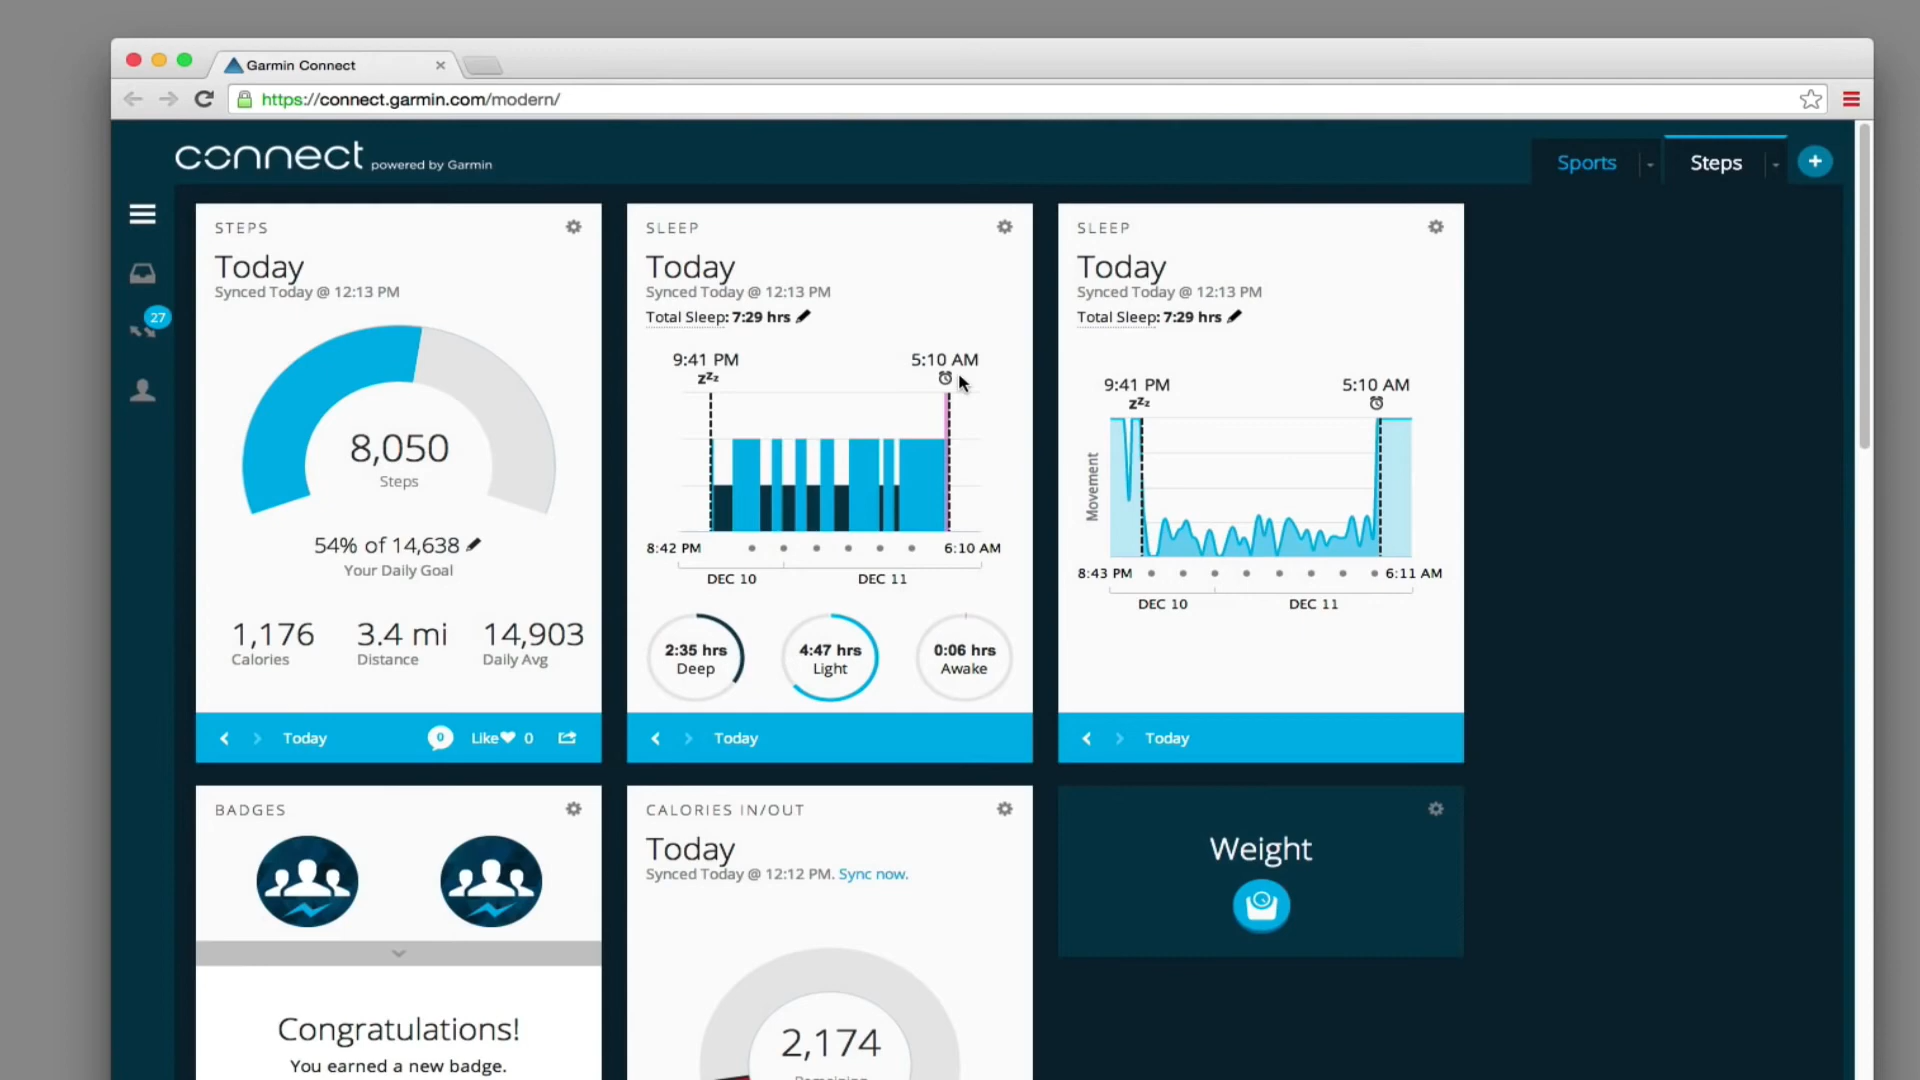 Garmin Connect
https://connect.garmin.com/modern/
connect powered by Garmin
Sports
Steps
27
STEPS
Today
Synced Today @ 12:13 PM
8,050
Steps
54% of 14,638
Your Daily Goal
1,176
Calories
3.4 mi
Distance
14,903
Daily Avg
Today
0
Like 0
SLEEP
Today
Synced Today @ 12:13 PM
Total Sleep: 7:29 hrs
9:41 PM
5:10 AM
zZz
8:42 PM
6:10 AM
DEC 10
DEC 11
2:35 hrs
Deep
4:47 hrs
Light
0:06 hrs
Awake
Today
SLEEP
Today
Synced Today @ 12:13 PM
Total Sleep: 7:29 hrs
9:41 PM
5:10 AM
zZz
Movement
8:43 PM
6:11 AM
DEC 10
DEC 11
Today
BADGES
Congratulations!
You earned a new badge.
CALORIES IN/OUT
Today
Synced Today @ 12:12 PM. Sync now.
2,174
Remaining
Weight